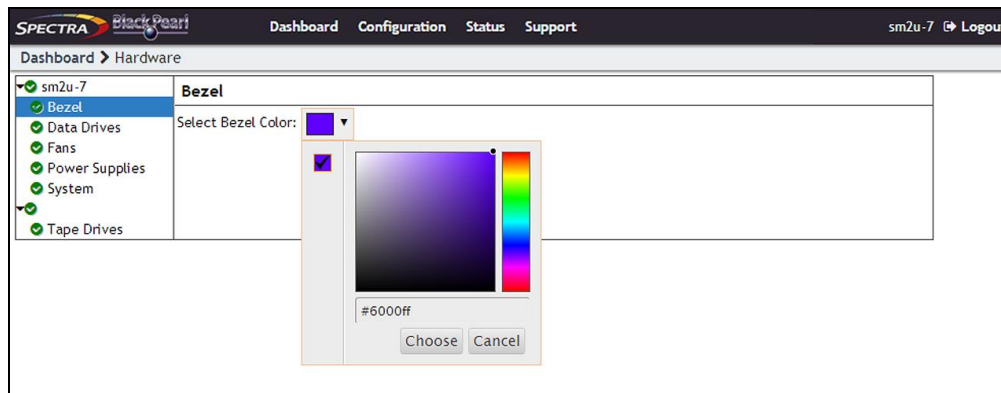 SPECTRA BlackPearl Dashboard Configuration Status Support sm2u-7 Logou
Dashboard > Hardware
sm2u-7
Bezel
Data Drives
Fans
Power Supplies
System
Tape Drives
Bezel
Select Bezel Color:
#6000ff
Choose Cancel